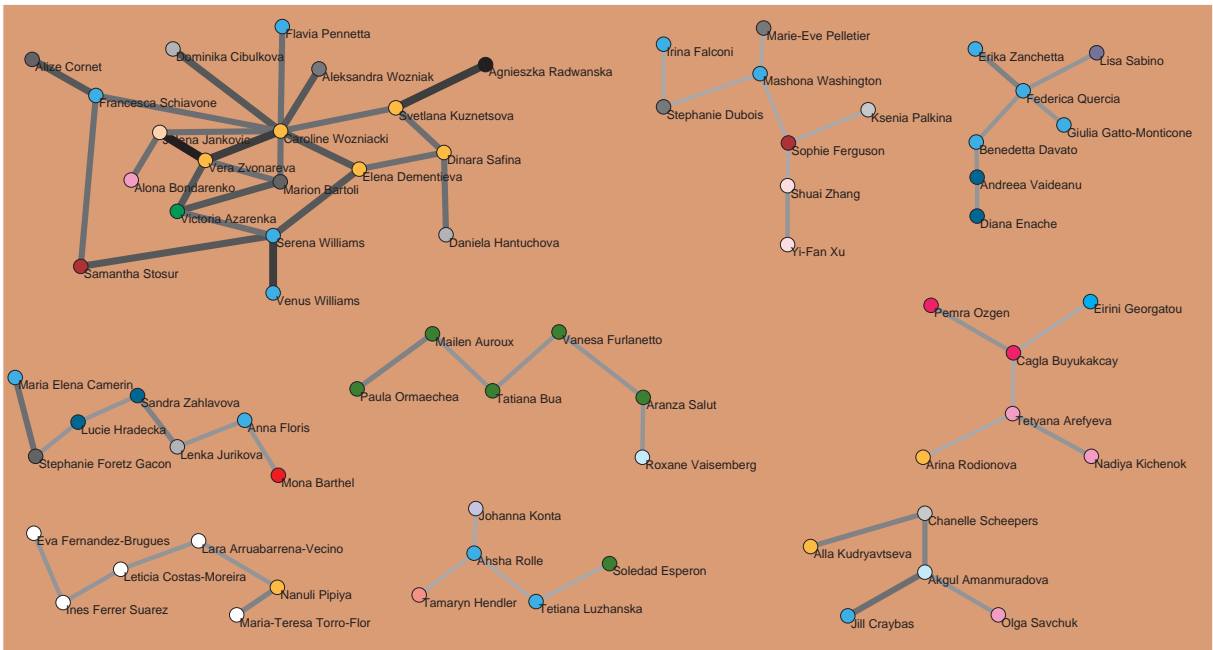 Flavia Pennetta
Dominika Cibulkova
Alize Cornet
Aleksandra Wozniak
Agnieszka Radwanska
Francesca Schiavone
Svetlana Kuznetsova
Jelena Jankovic
Caroline Wozniacki
Dinara Safina
Vera Zvonareva
Elena Dementieva
Alona Bondarenko
Marion Bartoli
Victoria Azarenka
Serena Williams
Daniela Hantuchova
Samantha Stosur
Venus Williams
Marie-Eve Pelletier
Irina Falconi
Mashona Washington
Stephanie Dubois
Ksenia Palkina
Sophie Ferguson
Shuai Zhang
Yi-Fan Xu
Erika Zanchetta
Lisa Sabino
Federica Quercia
Giulia Gatto-Monticone
Benedetta Davato
Andreea Vaideanu
Diana Enache
Maria Elena Camerin
Sandra Zahlavova
Lucie Hradecka
Anna Floris
Stephanie Foretz Gacon
Lenka Jurikova
Mona Barthel
Mailen Auroux
Vanesa Furlanetto
Paula Ormaechea
Tatiana Bua
Aranza Salut
Roxane Vaisemberg
Pemra Ozgen
Eirini Georgatou
Cagla Buyukakcay
Tetyana Arefyeva
Arina Rodionova
Nadiya Kichenok
Eva Fernandez-Brugues
Lara Arruabarrena-Vecino
Leticia Costas-Moreira
Nanuli Pipiya
Ines Ferrer Suarez
Maria-Teresa Torro-Flor
Johanna Konta
Ahsha Rolle
Soledad Esperon
Tamaryn Hendler
Tetiana Luzhanska
Chanelle Scheepers
Alla Kudryavtseva
Akgul Amanmuradova
Jill Craybas
Olga Savchuk